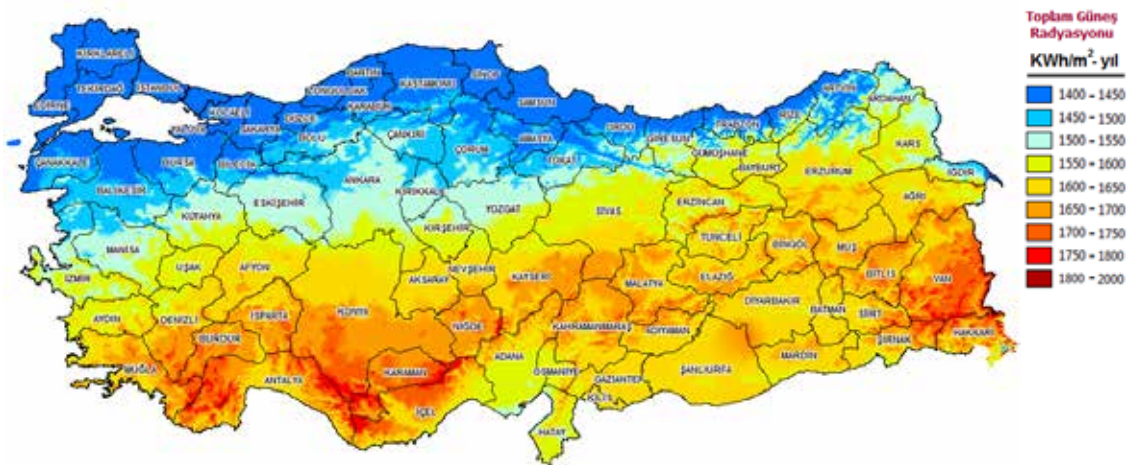 Toplam Güneş
Radyasyonu
KWh/m²- yıl
1400 - 1450
1450 - 1500
1500 - 1550
1550 - 1600
1600 - 1650
1650 - 1700
1700 - 1750
1750 - 1800
1800 - 2000
KIRKLARELİ
TEKİRDAĞ
İSTANBUL
EDİRNE
KOCAELİ
YALOVA
SAKARYA
DÜZCE
BOLU
ZONGULDAK
BARTIN
KARABÜK
KASTAMONU
SİNOP
SAMSUN
ORDU
GİRESUN
TRABZON
RİZE
ARTVİN
ARDAHAN
KARS
IĞDIR
ÇANAKKALE
BURSA
BİLECİK
BALIKESİR
KÜTAHYA
ESKİŞEHİR
ANKARA
ÇANKIRI
ÇORUM
AMASYA
TOKAT
GÜMÜŞHANE
BAYBURT
ERZURUM
AĞRI
KIRIKKALE
YOZGAT
SİVAS
ERZİNCAN
KIRŞEHİR
TUNCELİ
BİNGÖL
MUŞ
MANİSA
İZMİR
UŞAK
AFYON
AKSARAY
NEVŞEHİR
KAYSERİ
MALATYA
ELAZIĞ
BİTLİS
VAN
AYDIN
DENİZLİ
ISPARTA
KONYA
NİĞDE
KAHRAMANMARAŞ
ADIYAMAN
DİYARBAKIR
BATMAN
SİİRT
BURDUR
MUĞLA
ANTALYA
KARAMAN
İÇEL
ADANA
OSMANİYE
GAZİANTEP
KİLİS
ŞANLIURFA
MARDİN
ŞIRNAK
HAKKARİ
HATAY